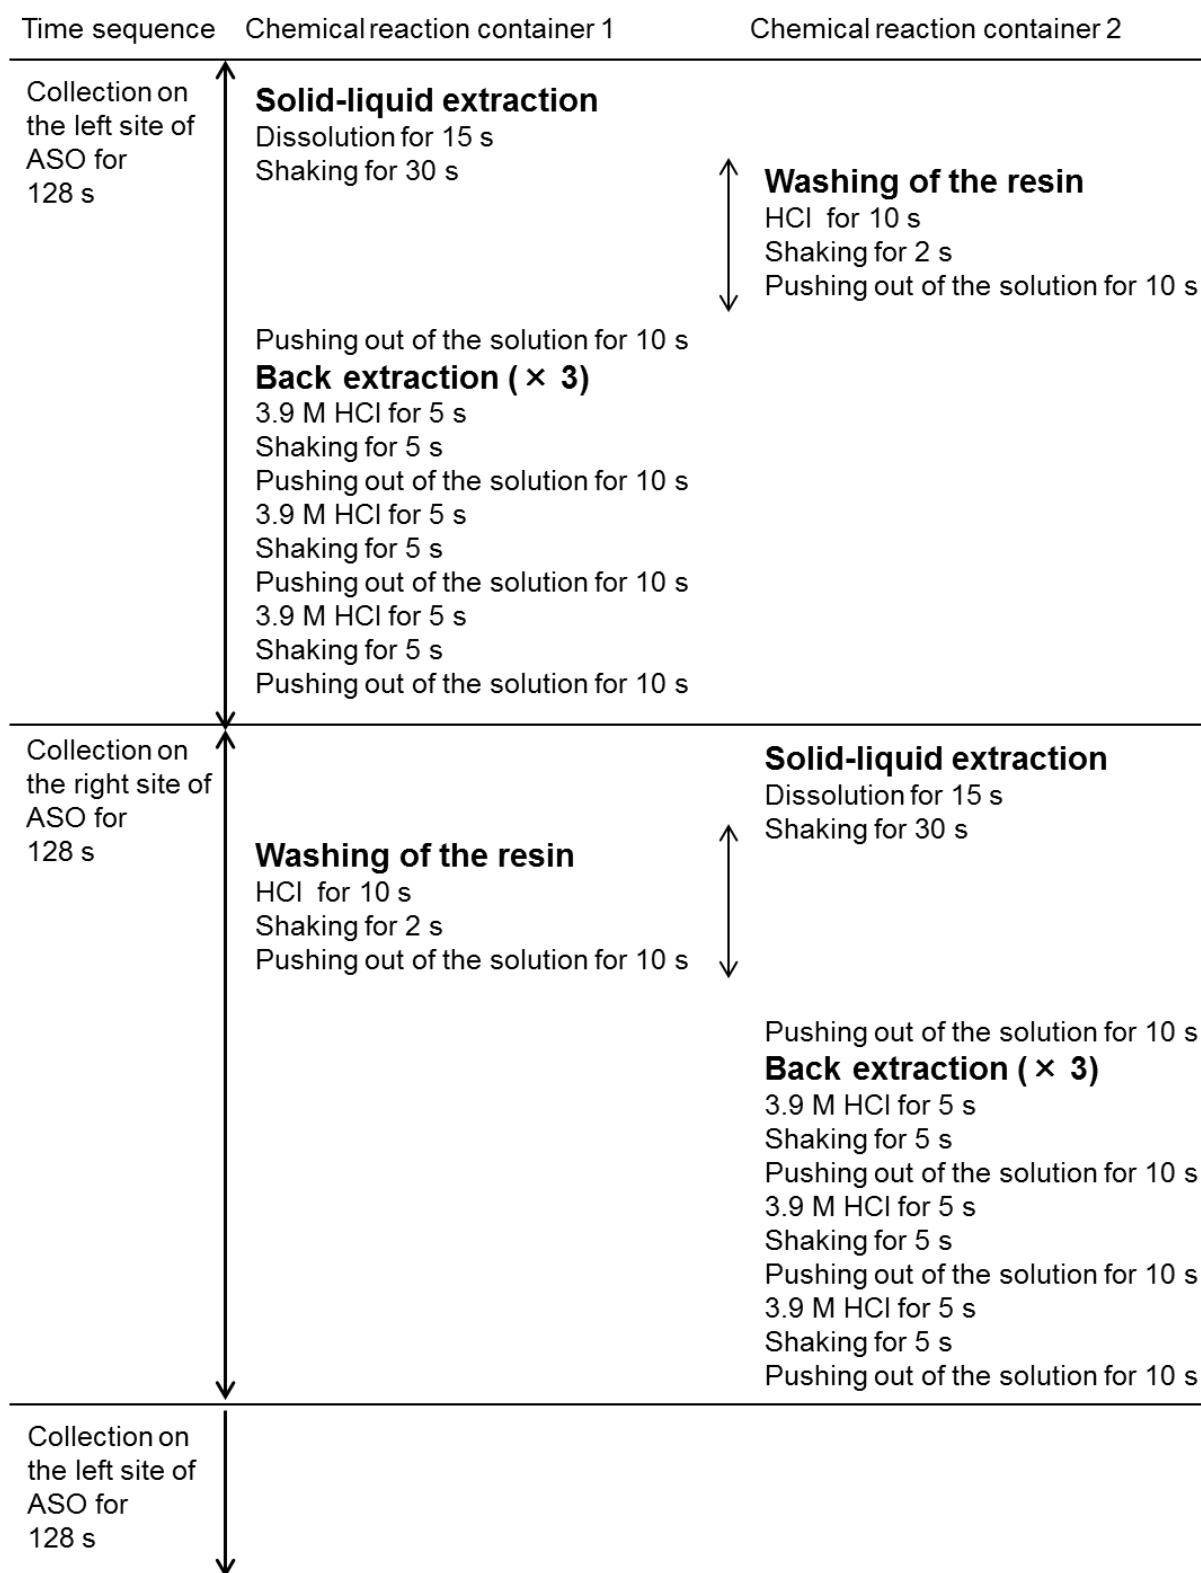 Time sequence
Chemical reaction container 1
Chemical reaction container 2
Collection on
the left site of
ASO for
128 s
Solid-liquid extraction
Dissolution for 15 s
Shaking for 30 s
Washing of the resin
HCl for 10 s
Shaking for 2 s
Pushing out of the solution for 10 s
Pushing out of the solution for 10 s
Back extraction ( × 3)
3.9 M HCl for 5 s
Shaking for 5 s
Pushing out of the solution for 10 s
3.9 M HCl for 5 s
Shaking for 5 s
Pushing out of the solution for 10 s
3.9 M HCl for 5 s
Shaking for 5 s
Pushing out of the solution for 10 s
Collection on
the right site of
ASO for
128 s
Solid-liquid extraction
Dissolution for 15 s
Shaking for 30 s
Washing of the resin
HCl for 10 s
Shaking for 2 s
Pushing out of the solution for 10 s
Pushing out of the solution for 10 s
Back extraction ( × 3)
3.9 M HCl for 5 s
Shaking for 5 s
Pushing out of the solution for 10 s
3.9 M HCl for 5 s
Shaking for 5 s
Pushing out of the solution for 10 s
3.9 M HCl for 5 s
Shaking for 5 s
Pushing out of the solution for 10 s
Collection on
the left site of
ASO for
128 s